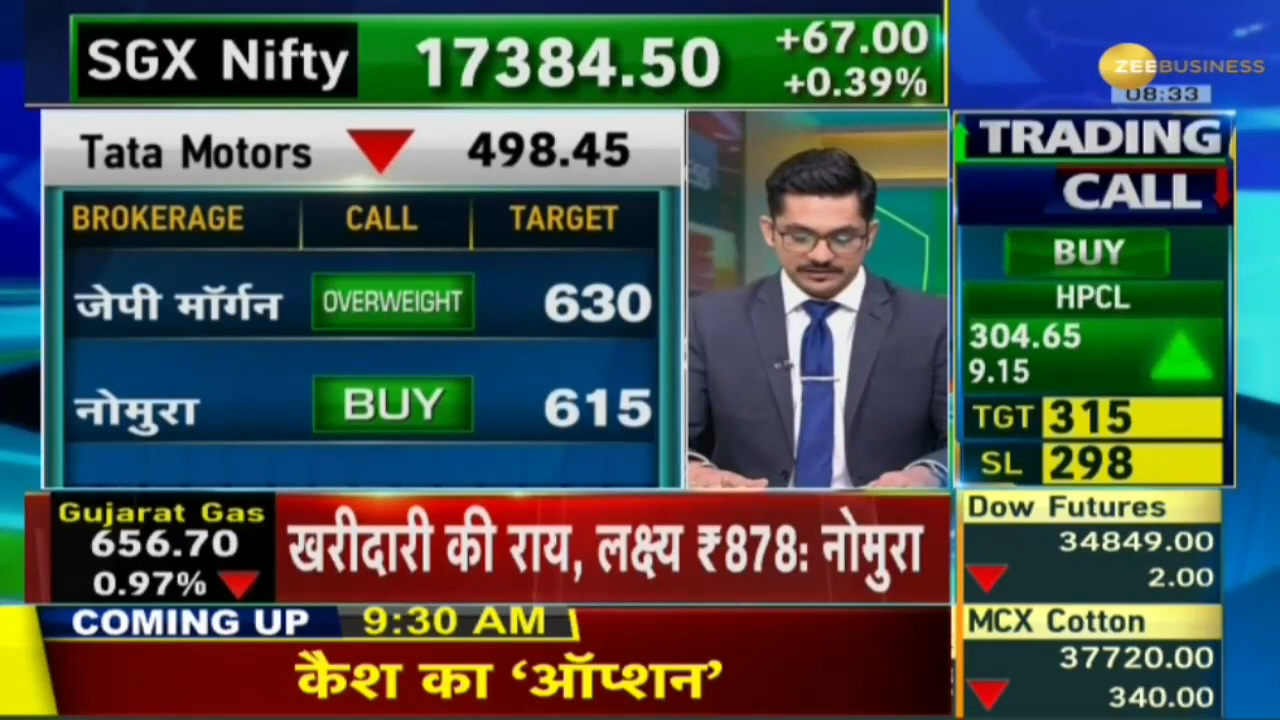 SGX Nifty 17384.50 +67.00 +0.39%
ZEEBUSINESS
08:33
Tata Motors 498.45
BROKERAGE CALL TARGET
जेपी मॉर्गन OVERWEIGHT 630
नोमुरा BUY 615
TRADING
CALL
BUY
HPCL
304.65
9.15
TGT 315
SL 298
Gujarat Gas
656.70
0.97%
खरीदारी की राय, लक्ष्य ₹878: नोमुरा
Dow Futures
34849.00
2.00
COMING UP 9:30 AM
कैश का ‘ऑप्शन’
MCX Cotton
37720.00
340.00